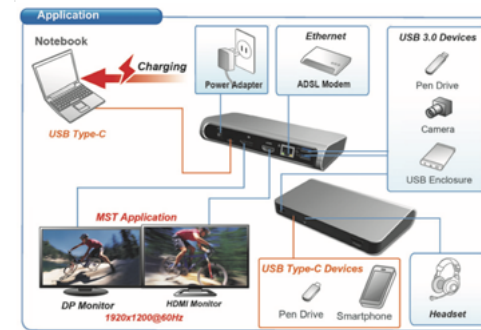 Application
Notebook
Charging
USB Type-C
Power Adapter
Ethernet
ADSL Modem
USB 3.0 Devices
Pen Drive
Camera
USB Enclosure
MST Application
DP Monitor
HDMI Monitor
1920x1200@60Hz
USB Type-C Devices
Pen Drive
Smartphone
Headset